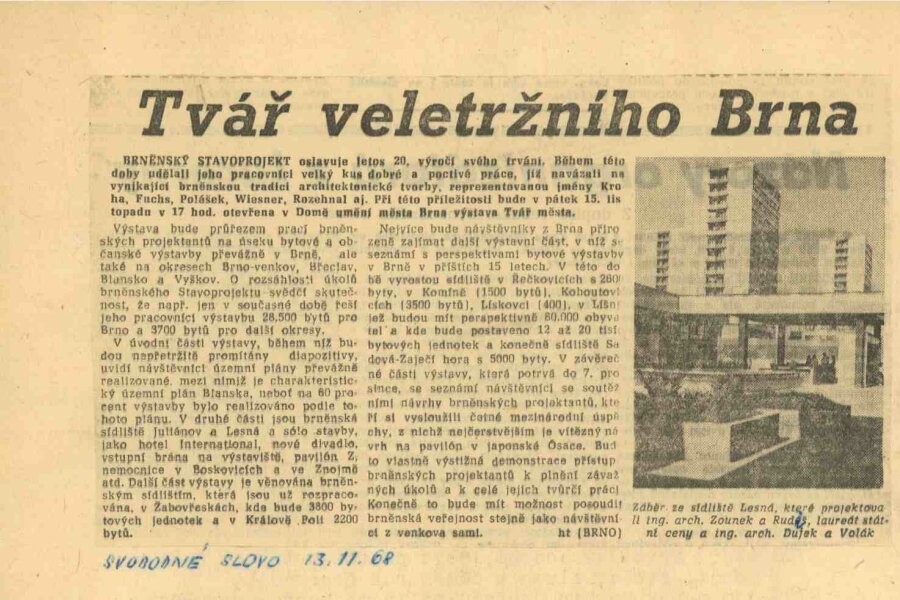 Tvář veletržního Brna
BRNĚNSKÝ STAVOPROJEKT oslavuje letos 20. výročí svého trvání. Během této
doby udělali jeho pracovníci velký kus dobré a poctivé práce, jíž navázali na
vynikající brněnskou tradici architektonické tvorby, reprezentovanou jmény Kro
ha, Fuchs, Polášek, Wiesner, Rozehnal aj. Při této příležitosti bude v pátek 15. lis
topadu v 17 hod. otevřena v Domě umění města Brna výstava Tvář města.
Výstava bude průřezem prací brněn-
ských projektantů na úseku bytové a ob-
čanské výstavby převážně v Brně, ale
také na okresech Brno-venkov, Břeclav,
Blansko a Vyškov. O rozsáhlosti úkolů
brněnského Stavoprojektu svědčí skuteč-
nost, že např. jen v současné době řeší
jeho pracovníci výstavbu 28.500 bytů pro
Brno a 3700 bytů pro další okresy.
V úvodní části výstavy, během níž bu-
dou nepřetržitě promítány diapozitivy,
uvidí návštěvníci územní plány převážně
realizované, mezi nimiž je charakteristic-
ký územní plán Blanska, neboť na 60 pro-
cent výstavby bylo realizováno podle to-
hoto plánu. V druhé části jsou brněnská
sídliště Juliánov a Lesná a sólo stavby,
jako hotel International, nové divadlo,
vstupní brána na výstaviště, pavilón Z,
nemocnice v Boskovicích a ve Znojmě
atd. Další část výstavy je věnována brněn-
ským sídlištím, která jsou už rozpraco-
vána, v Žabovřeskách, kde bude 3800 by-
tových jednotek a v Králově Poli 2200
bytů.
Nejvíce bude návštěvníky z Brna přiro
zeně zajímat další výstavní část, v níž se
seznámí s perspektivami bytové výstavby
v Brně v příštích 15 letech. V této do
bě vyrostou sídliště v Řečkovicích s 2800
byty, v Komíně (1500 bytů), Kohoutovi
cích (3500 bytů), Lískovci (400), v Líšni
jež budou mít perspektivně 80.000 obyva
tel a kde bude postaveno 12 až 20 tisíc
bytových jednotek a konečně sídliště Sa
dová-Zaječí hora s 5000 byty. V závěreč
né části výstavy, která potrvá do 7. pro
since, se seznámí návštěvníci se soutěž
ními návrhy brněnských projektantů, kte
ří si vysloužili četné mezinárodní úspě
chy, z nichž nejčerstvějším je vítězný ná
vrh na pavilón v japonské Ósace. Bud
to vlastně výstižná demonstrace přístup
brněnských projektantů k plnění závaž
ných úkolů a k celé jejich tvůrčí práci
Konečně to bude mít možnost posoudit
brněnská veřejnost stejně jako návštěvní
ci z venkova sami. ht (BRNO)
Záběr ze sídliště Lesná, které projektova
li ing. arch. Zounek a Rudiš, laureát stát-
ní ceny a ing. arch. Dufek a Volák
SVOBODNÉ SLOVO 13. 11. 68